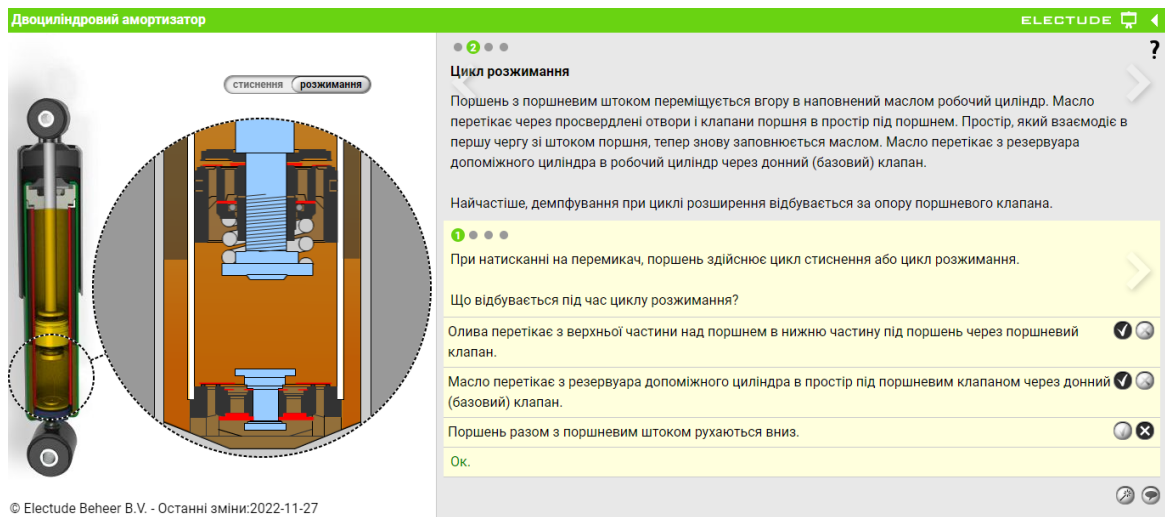 Двоциліндровий амортизатор
ELECTUDE
стиснення розжимання
2
?
Цикл розжимання
Поршень з поршневим штоком переміщується вгору в наповнений маслом робочий циліндр. Масло
перетікає через просвердлені отвори і клапани поршня в простір під поршнем. Простір, який взаємодіє в
першу чергу зі штоком поршня, тепер знову заповнюється маслом. Масло перетікає з резервуара
допоміжного циліндра в робочий циліндр через донний (базовий) клапан.
Найчастіше, демпфування при циклі розширення відбувається за опору поршневого клапана.
1
При натисканні на перемикач, поршень здійснює цикл стиснення або цикл розжимання.
Що відбувається під час циклу розжимання?
Олива перетікає з верхньої частини над поршнем в нижню частину під поршень через поршневий
клапан.
Масло перетікає з резервуара допоміжного циліндра в простір під поршневим клапаном через донний
(базовий) клапан.
Поршень разом з поршневим штоком рухаються вниз.
Ок.
© Electude Beheer B.V. - Останні зміни:2022-11-27